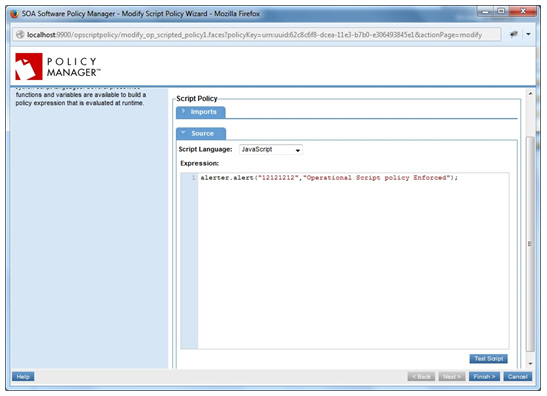 SOA Software Policy Manager - Modify Script Policy Wizard - Mozilla Firefox
localhost:9900/opscriptpolicy/modify_op_scripted_policy1.faces?policyKey=urn:uuid:62c8c6f8-dcea-11e3-b7b0-e306493845e1&actionPage=modify
POLICY
MANAGER™
functions and variables are available to build a
policy expression that is evaluated at runtime.
Script Policy
Imports
Source
Script Language: JavaScript
Expression:
1 alerter.alert("12121212","Operational Script policy Enforced");
Test Script
Help
< Back
Next >
Finish >
Cancel